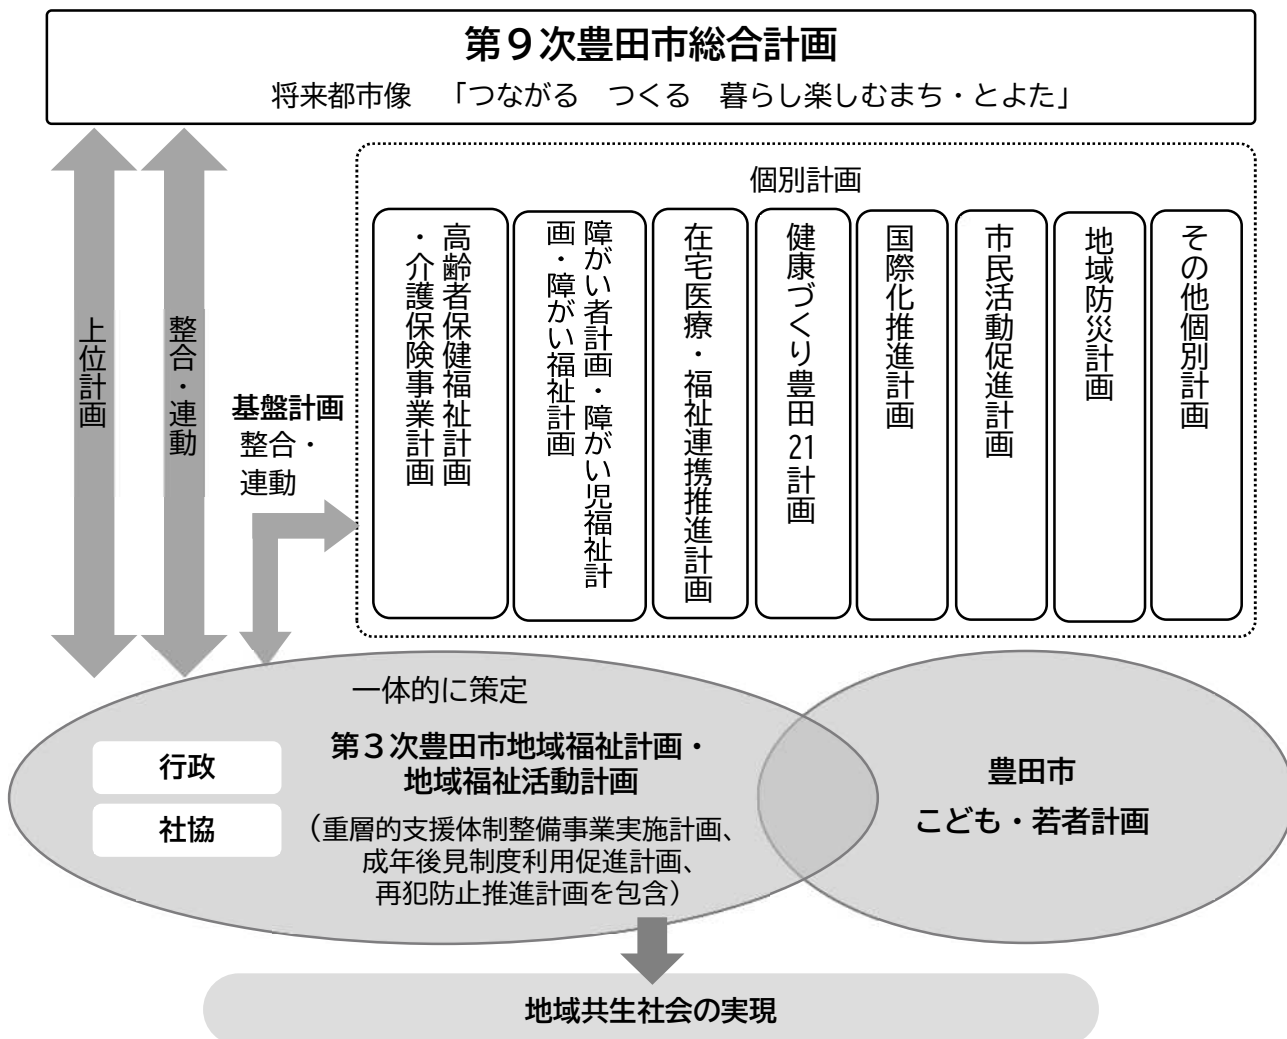 第９次豊田市総合計画
将来都市像　「つながる　つくる　暮らし楽しむまち・とよた」
上位計画
整合・連動
基盤計画
整合・
連動
個別計画
高齢者保健福祉計画
・介護保険事業計画
障がい者計画・障がい児福祉計
画・障がい福祉計画
在宅医療・福祉連携推進計画
健康づくり豊田21計画
国際化推進計画
市民活動促進計画
地域防災計画
その他個別計画
一体的に策定
行政
社協
第３次豊田市地域福祉計画・
地域福祉活動計画
（重層的支援体制整備事業実施計画、
成年後見制度利用促進計画、
再犯防止推進計画を包含）
豊田市
こども・若者計画
地域共生社会の実現